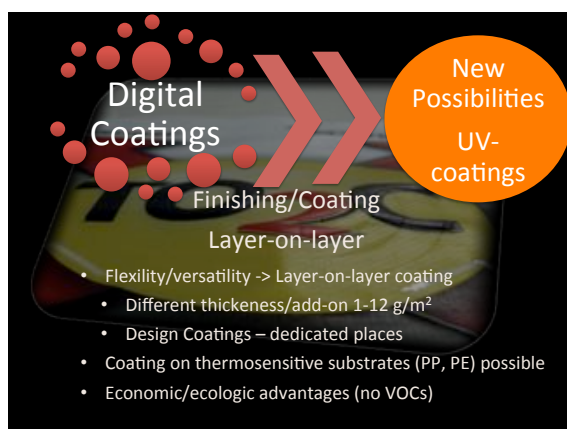 Digital
Coatings
New
Possibilities
UV-
coatings
Finishing/Coating
Layer-on-layer
• Flexility/versatility -> Layer-on-layer coating
• Different thickeness/add-on 1-12 g/m²
• Design Coatings – dedicated places
• Coating on thermosensitive substrates (PP, PE) possible
• Economic/ecologic advantages (no VOCs)